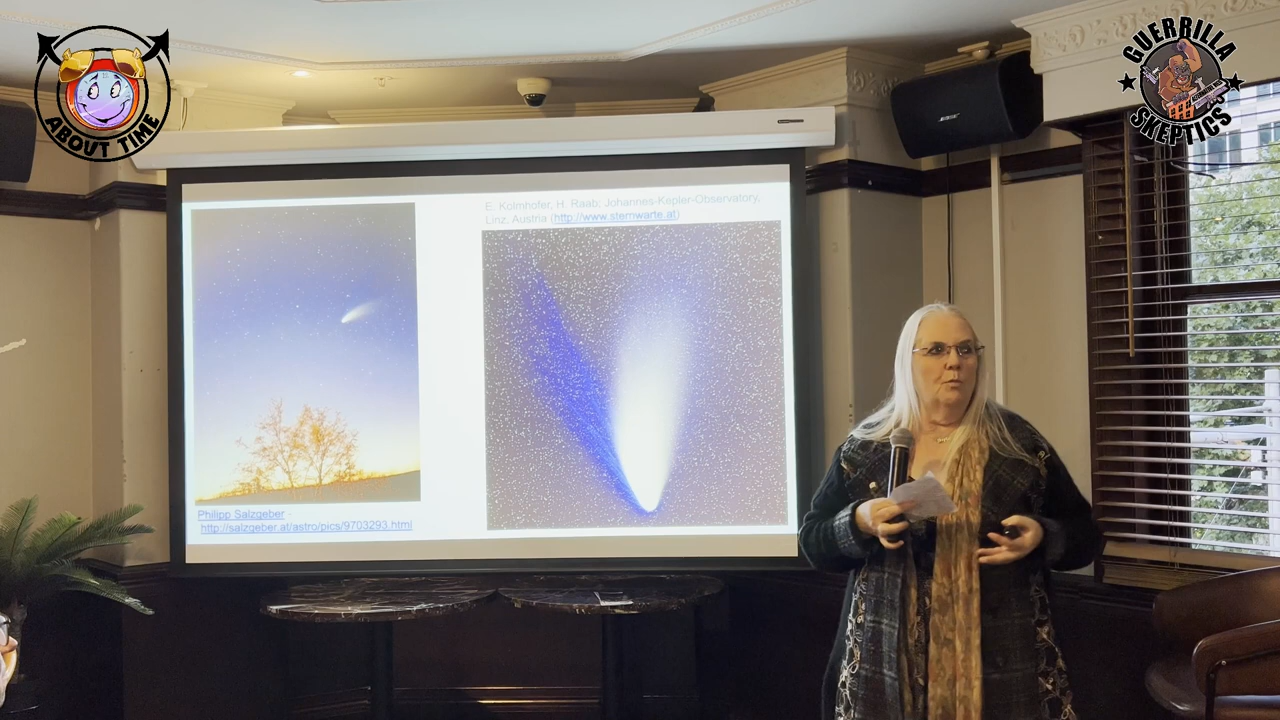 ABOUT TIME
GUERRILLA
SKEPTICS
BOSE
E. Kolmhofer, H. Raab; Johannes-Kepler-Observatory,
Linz, Austria (http://www.sternwarte.at)
Philipp Salzgeber -
http://salzgeber.at/astro/pics/9703293.html